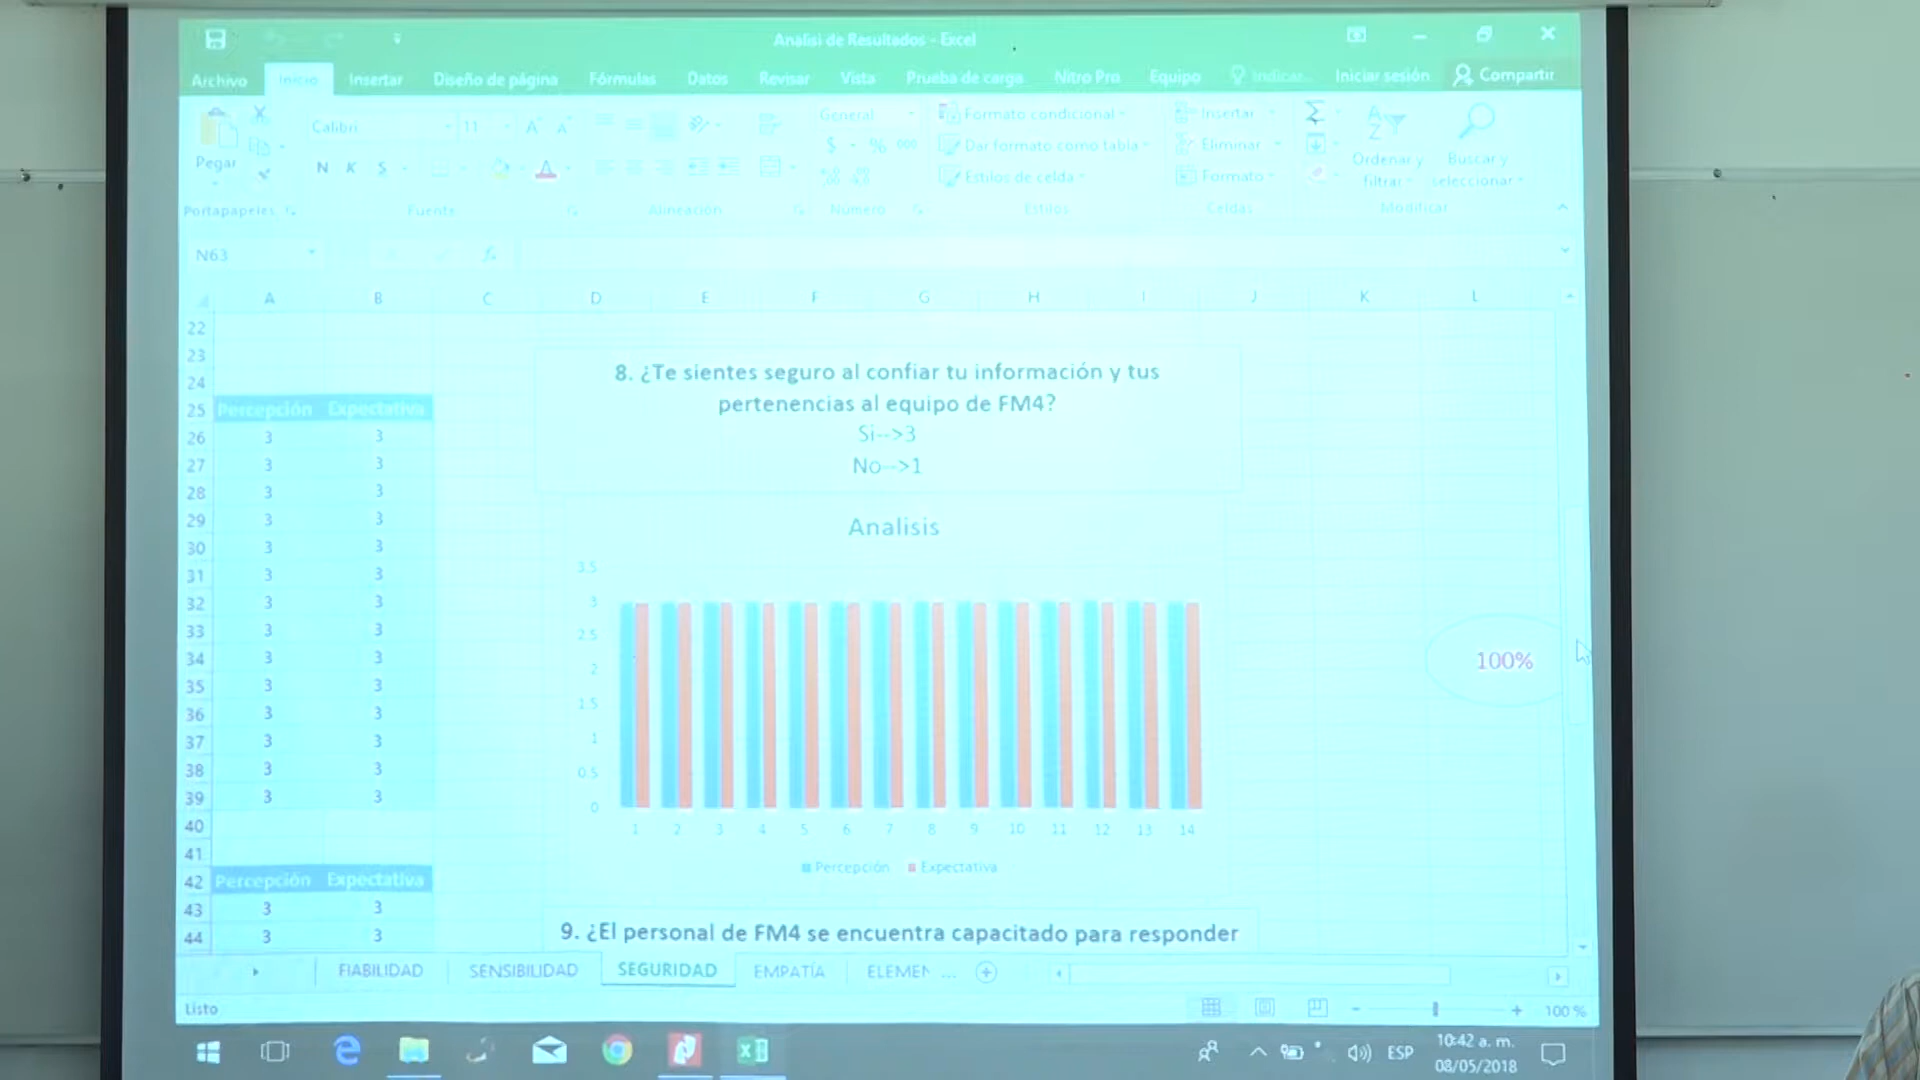 Analisi de Resultados - Excel
Archivo Inicio Insertar Diseño de página Fórmulas Datos Revisar Vista Prueba de carga Nitro Pro Equipo Indicar... Iniciar sesión Compartir
Calibri 11 General Formato condicional Insertar
Pegar N K S $ % 000 Dar formato como tabla Eliminar Ordenar y filtrar Buscar y seleccionar
Estilos de celda Formato
Portapapeles Fuente Alineación Número Estilos Celdas Modificar
N63
A B C D E F G H I J K L
22
23
24
25 Percepción Expectativa
26 3 3
27 3 3
28 3 3
29 3 3
30 3 3
31 3 3
32 3 3
33 3 3
34 3 3
35 3 3
36 3 3
37 3 3
38 3 3
39 3 3
40
41
42 Percepción Expectativa
43 3 3
44 3 3
8. ¿Te sientes seguro al confiar tu información y tus
pertenencias al equipo de FM4?
Si-->3
No-->1
Analisis
3.5
3
2.5
2
1.5
1
0.5
0
1 2 3 4 5 6 7 8 9 10 11 12 13 14
Percepción Expectativa
100%
9. ¿El personal de FM4 se encuentra capacitado para responder
FIABILIDAD SENSIBILIDAD SEGURIDAD EMPATÍA ELEMEN ...
Listo 100 %
ESP 10:42 a. m.
08/05/2018